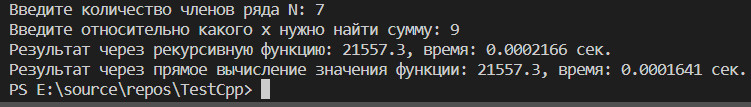 Введите количество членов ряда N: 7
Введите относительно какого x нужно найти сумму: 9
Результат через рекурсивную функцию: 21557.3, время: 0.0002166 сек.
Результат через прямое вычисление значения функции: 21557.3, время: 0.0001641 сек.
PS E:\source\repos\TestCpp>